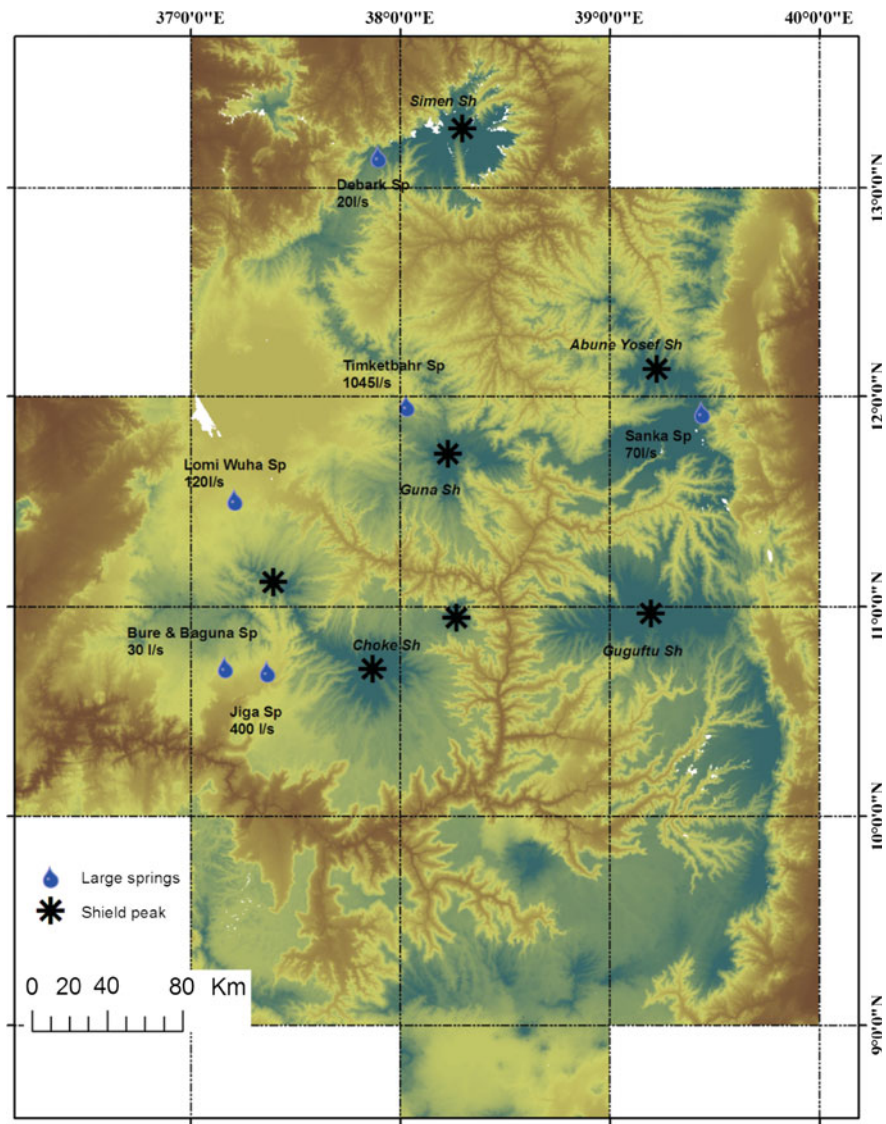 37°0'0"E
38°0'0"E
39°0'0"E
40°0'0"E
Simen Sh
Debark Sp
20l/s
13°0'0"N
Abune Yosef Sh
Timketbahr Sp
1045l/s
12°0'0"N
Sanka Sp
70l/s
Lomi Wuha Sp
120l/s
Guna Sh
11°0'0"N
Bure & Baguna Sp
30 l/s
Choke Sh
Guguftu Sh
Jiga Sp
400 l/s
10°0'0"N
Large springs
Shield peak
0 20 40 80 Km
9°0'0"N